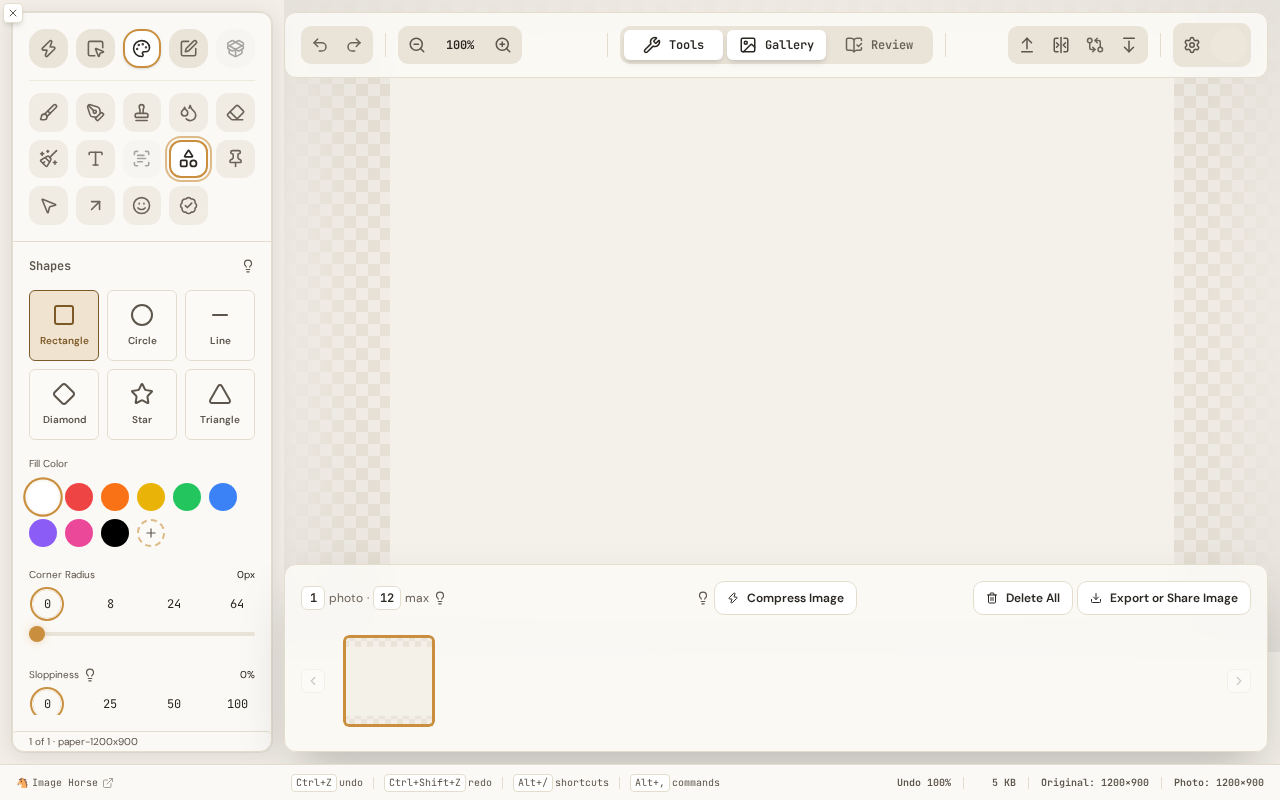 100%
Tools
Gallery
Review
Shapes
Rectangle
Circle
Line
Diamond
Star
Triangle
Fill Color
Corner Radius
0px
0
8
24
64
Sloppiness
0%
0
25
50
100
1 of 1 · paper-1200x900
1 photo · 12 max
Compress Image
Delete All
Export or Share Image
Image Horse
Ctrl+Z undo
Ctrl+Shift+Z redo
Alt+/ shortcuts
Alt+, commands
Undo 100%
5 KB
Original: 1200×900
Photo: 1200×900